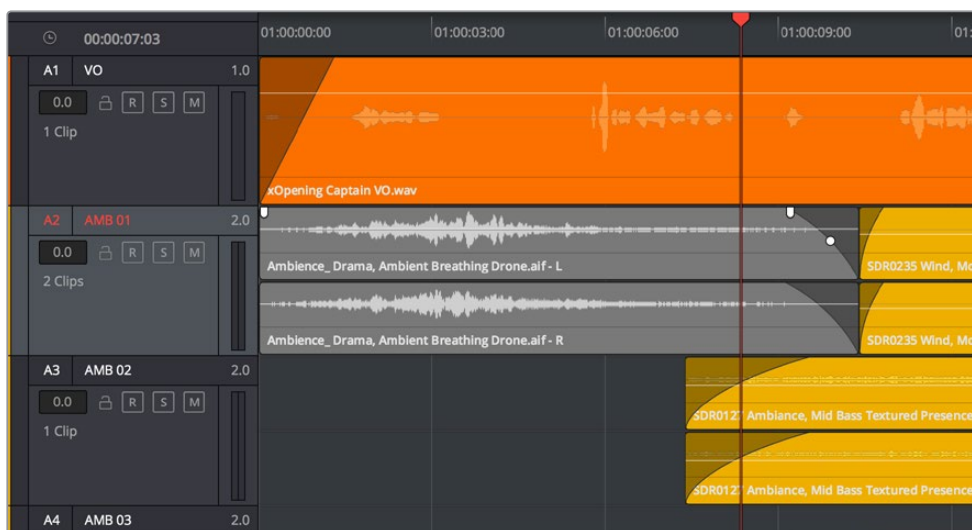 00:00:07:03
01:00:00:00 01:00:03:00 01:00:06:00 01:00:09:00 01:
A1 VO 1.0
0.0 R S M
1 Clip
xOpening Captain VO.wav
A2 AMB 01 2.0
0.0 R S M
2 Clips
Ambience_ Drama, Ambient Breathing Drone.aif - L
SDR0235 Wind, Mo
Ambience_ Drama, Ambient Breathing Drone.aif - R
SDR0235 Wind, Mo
A3 AMB 02 2.0
0.0 R S M
1 Clip
SDR0127 Ambiance, Mid Bass Textured Presence
SDR0127 Ambiance, Mid Bass Textured Presence
A4 AMB 03 2.0